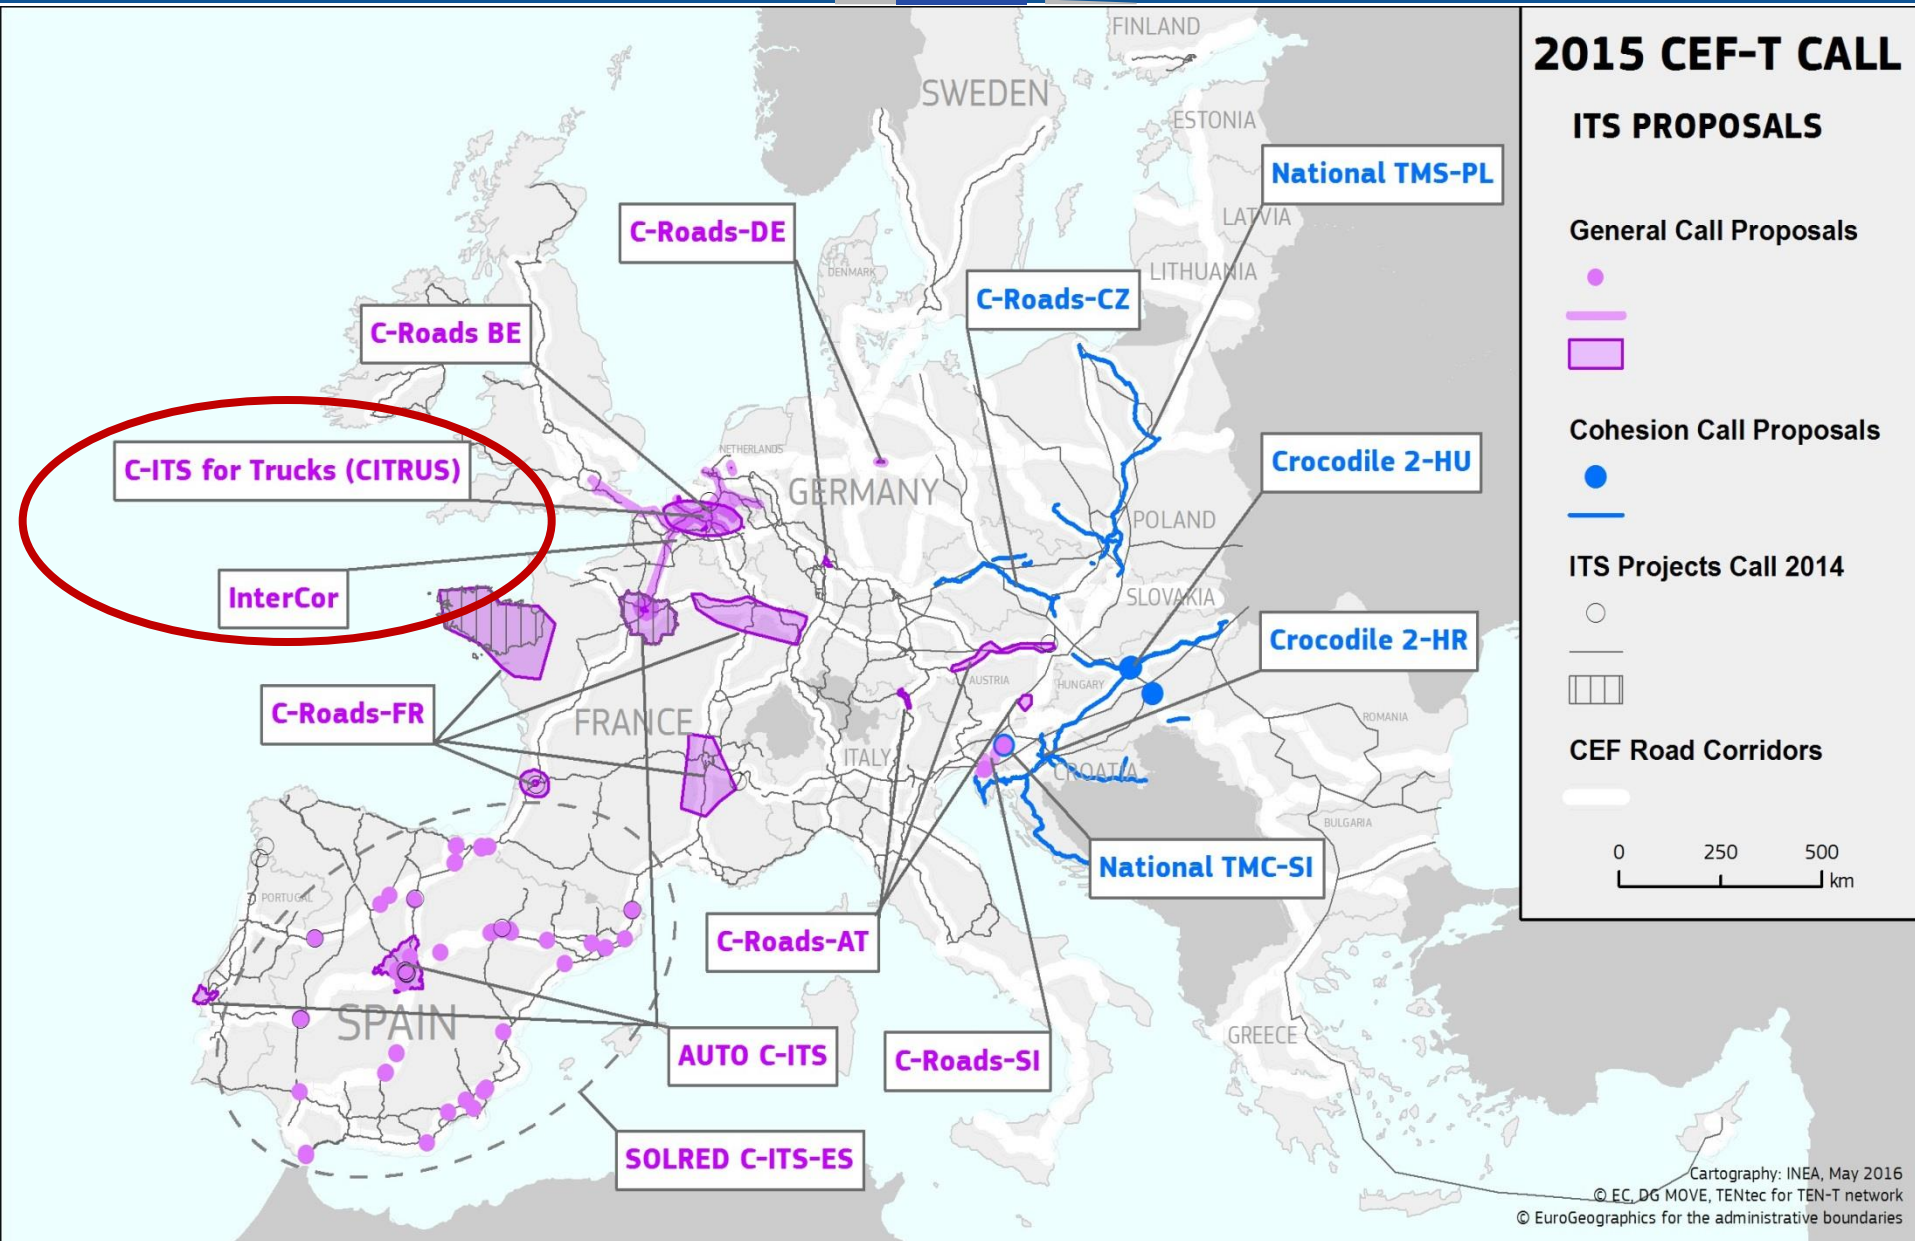 FINLAND
SWEDEN
ESTONIA
National TMS-PL
LATVIA
C-Roads-DE
DENMARK
LITHUANIA
C-Roads-CZ
C-Roads BE
NETHERLANDS
C-ITS for Trucks (CITRUS)
GERMANY
Crocodile 2-HU
POLAND
InterCor
SLOVAKIA
Crocodile 2-HR
AUSTRIA
HUNGARY
C-Roads-FR
FRANCE
ROMANIA
ITALY
CROATIA
BULGARIA
National TMC-SI
PORTUGAL
C-Roads-AT
SPAIN
GREECE
AUTO C-ITS
C-Roads-SI
SOLRED C-ITS-ES
2015 CEF-T CALL
ITS PROPOSALS
General Call Proposals
Cohesion Call Proposals
ITS Projects Call 2014
CEF Road Corridors
0 250 500
km
Cartography: INEA, May 2016
© EC, DG MOVE, TENtec for TEN-T network
© EuroGeographics for the administrative boundaries